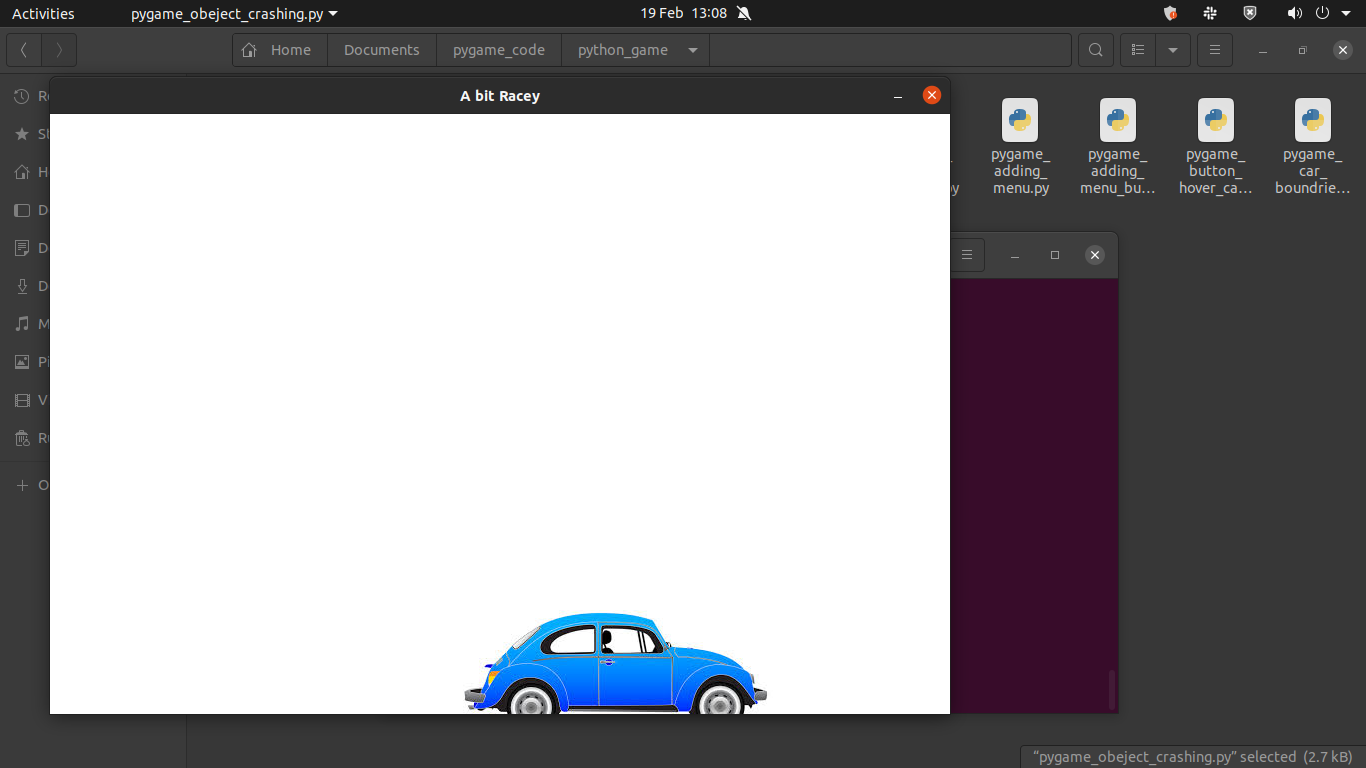 Activities
pygame_obeject_crashing.py
19 Feb 13:08
Home
Documents
pygame_code
python_game
A bit Racey
pygame_
adding_
menu.py
pygame_
adding_
menu_bu…
pygame_
button_
hover_ca…
pygame_
car_
boundrie…
“pygame_obeject_crashing.py” selected (2.7 kB)